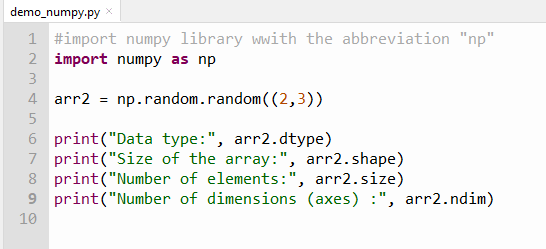 demo_numpy.py
1 #import numpy library wwith the abbreviation "np"
2 import numpy as np
3
4 arr2 = np.random.random((2,3))
5
6 print("Data type:", arr2.dtype)
7 print("Size of the array:", arr2.shape)
8 print("Number of elements:", arr2.size)
9 print("Number of dimensions (axes) :", arr2.ndim)
10